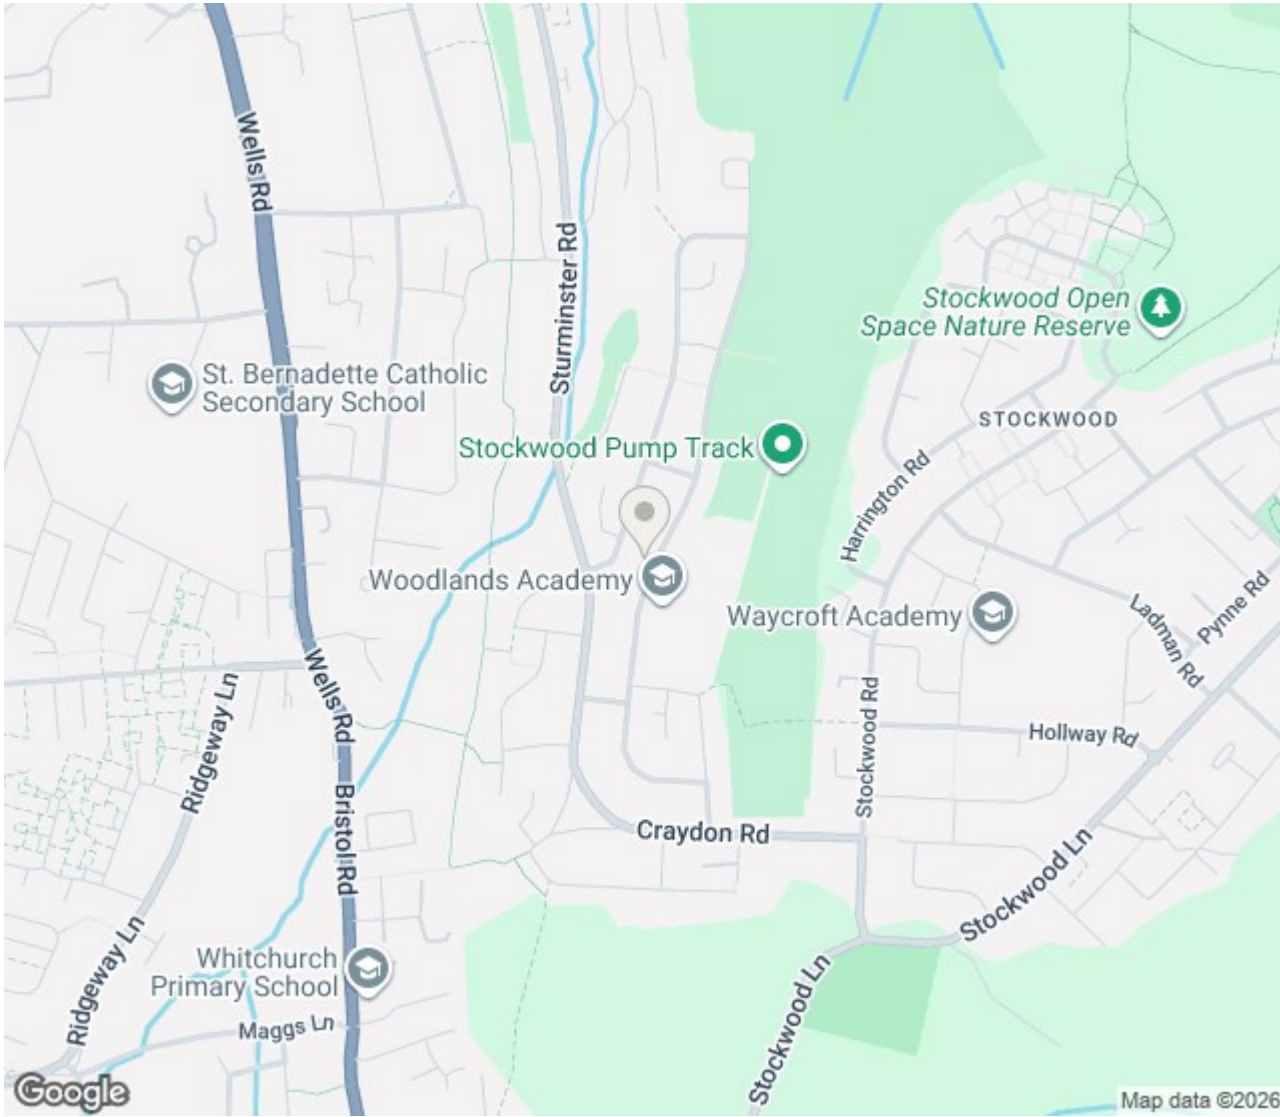 Wells Rd
Sturminster Rd
Stockwood Open
Space Nature Reserve
St. Bernadette Catholic
Secondary School
STOCKWOOD
Stockwood Pump Track
Harrington Rd
Woodlands Academy
Waycroft Academy
Ladman Rd
Pynne Rd
Wells Rd
Ridgeway Ln
Stockwood Rd
Hollway Rd
Bristol Rd
Craydon Rd
Stockwood Ln
Ridgeway Ln
Whitchurch
Primary School
Stockwood Ln
Maggs Ln
Google
Map data ©2026